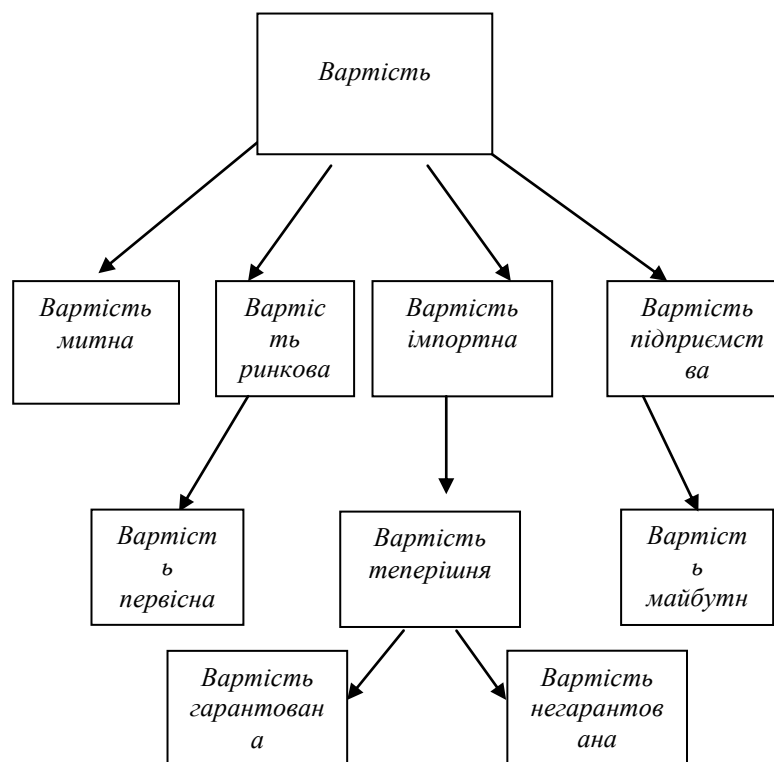 Вартість
Вартість
митна
Вартіс
ть
ринкова
Вартість
імпортна
Вартість
підприємст
ва
Вартіст
ь
первісна
Вартість
теперішня
Вартіст
ь
майбутн
Вартість
гарантован
а
Вартість
негарантов
ана